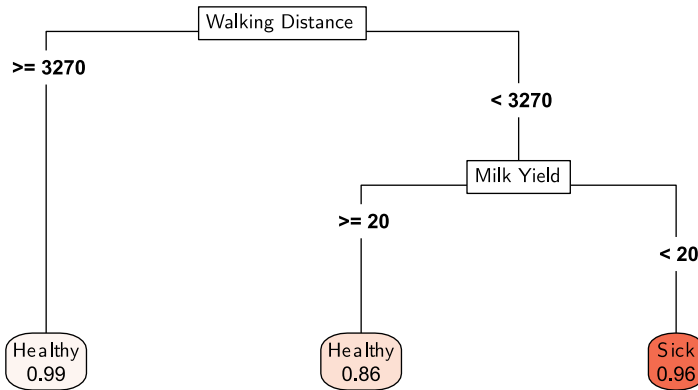 Walking Distance
>= 3270
< 3270
Milk Yield
>= 20
< 20
Healthy
0.99
Healthy
0.86
Sick
0.96